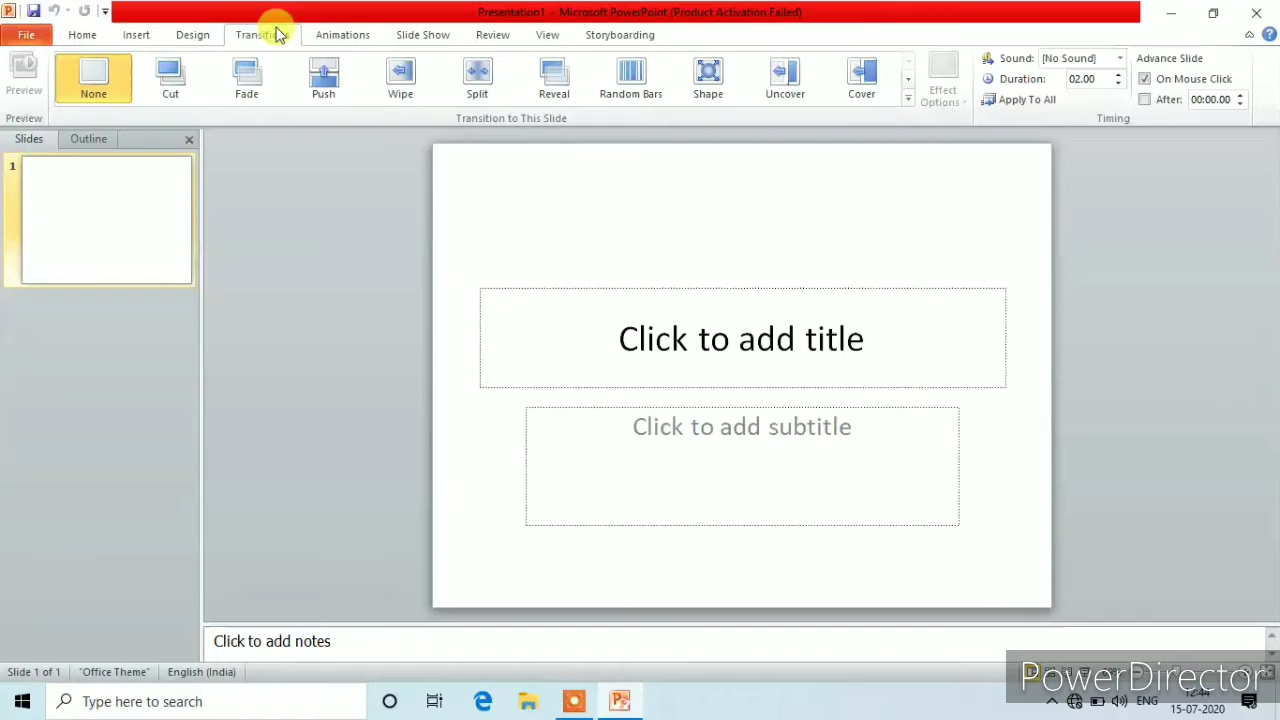 Presentation1 - Microsoft PowerPoint (Product Activation Failed)
File Home Insert Design Transitions Animations Slide Show Review View Storyboarding
Preview None Cut Fade Push Wipe Split Reveal Random Bars Shape Uncover Cover Effect Options
Sound: [No Sound] Advance Slide
Duration: 02.00 On Mouse Click
Apply To All After: 00:00.00
Preview Transition to This Slide Timing
Slides Outline
1
Click to add title
Click to add subtitle
Click to add notes
Slide 1 of 1 "Office Theme" English (India)
PowerDirector
Type here to search
ENG
12:44
15-07-2020